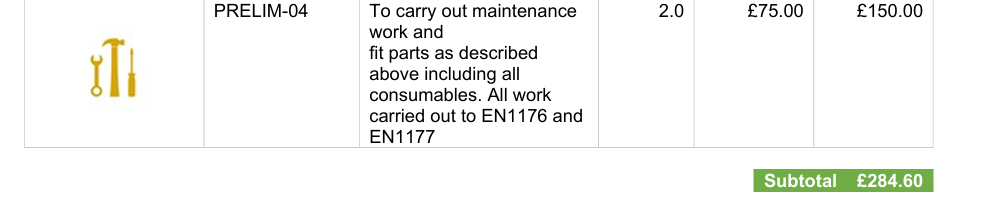 PRELIM-04 To carry out maintenance 2.0 £75.00 £150.00
work and
fit parts as described
above including all
consumables. All work
carried out to EN1176 and
EN1177
Subtotal £284.60